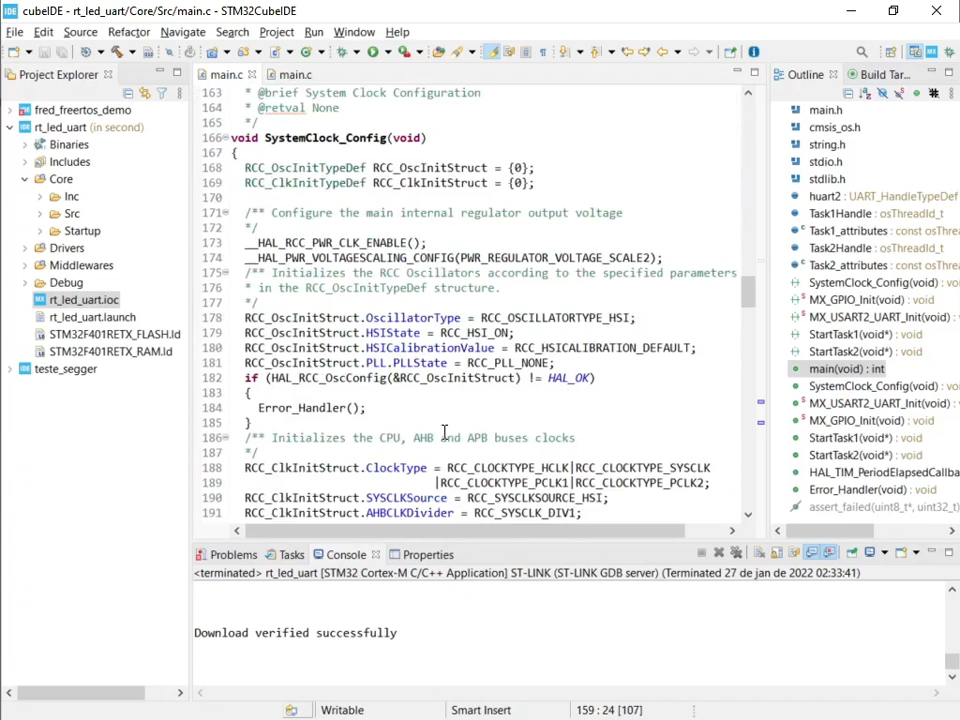 IDE cubeIDE - rt_led_uart/Core/Src/main.c - STM32CubeIDE
File Edit Source Refactor Navigate Search Project Run Window Help
Project Explorer
fred_freertos_demo
rt_led_uart (in second)
Binaries
Includes
Core
Inc
Src
Startup
Drivers
Middlewares
Debug
rt_led_uart.ioc
rt_led_uart.launch
STM32F401RETX_FLASH.ld
STM32F401RETX_RAM.ld
teste_segger
main.c main.c
163 * @brief System Clock Configuration
164 * @retval None
165 */
166 void SystemClock_Config(void)
167 {
168 RCC_OscInitTypeDef RCC_OscInitStruct = {0};
169 RCC_ClkInitTypeDef RCC_ClkInitStruct = {0};
170
171 /** Configure the main internal regulator output voltage
172 */
173 __HAL_RCC_PWR_CLK_ENABLE();
174 __HAL_PWR_VOLTAGESCALING_CONFIG(PWR_REGULATOR_VOLTAGE_SCALE2);
175 /** Initializes the RCC Oscillators according to the specified parameters
176 * in the RCC_OscInitTypeDef structure.
177 */
178 RCC_OscInitStruct.OscillatorType = RCC_OSCILLATORTYPE_HSI;
179 RCC_OscInitStruct.HSIState = RCC_HSI_ON;
180 RCC_OscInitStruct.HSICalibrationValue = RCC_HSICALIBRATION_DEFAULT;
181 RCC_OscInitStruct.PLL.PLLState = RCC_PLL_NONE;
182 if (HAL_RCC_OscConfig(&RCC_OscInitStruct) != HAL_OK)
183 {
184 Error_Handler();
185 }
186 /** Initializes the CPU, AHB and APB buses clocks
187 */
188 RCC_ClkInitStruct.ClockType = RCC_CLOCKTYPE_HCLK|RCC_CLOCKTYPE_SYSCLK
189 |RCC_CLOCKTYPE_PCLK1|RCC_CLOCKTYPE_PCLK2;
190 RCC_ClkInitStruct.SYSCLKSource = RCC_SYSCLKSOURCE_HSI;
191 RCC_ClkInitStruct.AHBCLKDivider = RCC_SYSCLK_DIV1;
Outline Build Tar...
main.h
cmsis_os.h
string.h
stdio.h
stdlib.h
huart2 : UART_HandleTypeDef
Task1Handle : osThreadId_t
Task1_attributes : const osThrea
Task2Handle : osThreadId_t
Task2_attributes : const osThrea
SystemClock_Config(void) : void
MX_GPIO_Init(void) : void
MX_USART2_UART_Init(void) : void
StartTask1(void*) : void
StartTask2(void*) : void
main(void) : int
SystemClock_Config(void) : void
MX_USART2_UART_Init(void) : void
MX_GPIO_Init(void) : void
StartTask1(void*) : void
StartTask2(void*) : void
HAL_TIM_PeriodElapsedCallba
Error_Handler(void) : void
assert_failed(uint8_t*, uint32_t)
Problems Tasks Console Properties
<terminated> rt_led_uart [STM32 Cortex-M C/C++ Application] ST-LINK (ST-LINK GDB server) (Terminated 27 de jan de 2022 02:33:41)
Download verified successfully
Writable Smart Insert 159 : 24 [107]